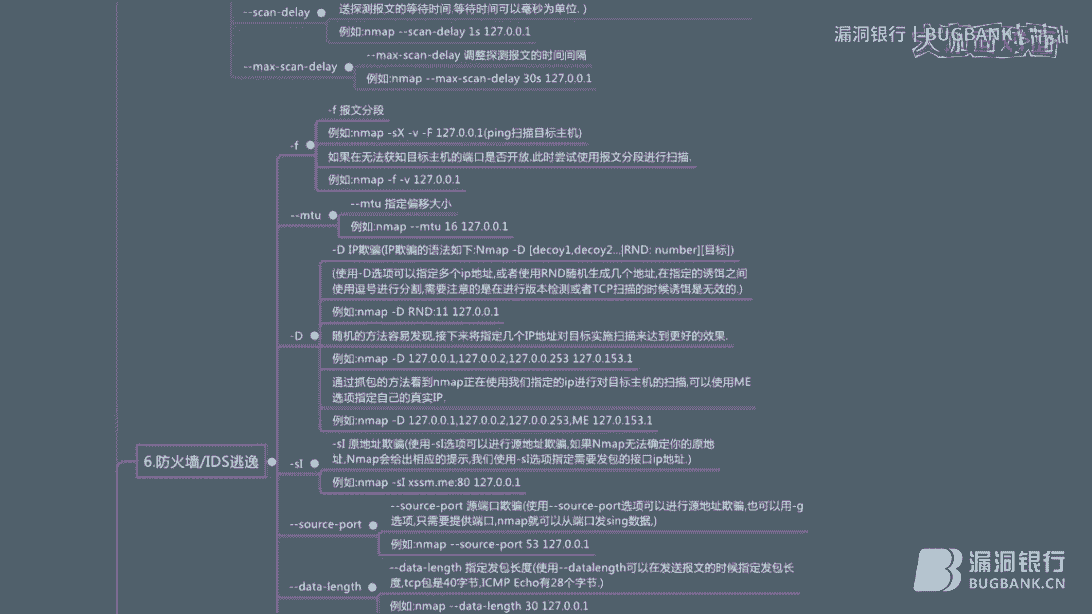 --scan-delay
送探测报文的等待时间.等待时间可以毫秒为单位. )
例如:nmap --scan-delay 1s 127.0.0.1
--max-scan-delay
--max-scan-delay 调整探测报文的时间间隔
例如:nmap --max-scan-delay 30s 127.0.0.1
漏洞银行 | BUGBANK
6.防火墙/IDS逃逸
-f
-f 报文分段
例如:nmap -sX -v -F 127.0.0.1(ping扫描目标主机)
如果在无法获知目标主机的端口是否开放.此时尝试使用报文分段进行扫描.
例如:nmap -f -v 127.0.0.1
--mtu
--mtu 指定偏移大小
例如:nmap --mtu 16 127.0.0.1
-D
-D IP欺骗(IP欺骗的语法如下:Nmap -D [decoy1,decoy2...|RND: number][目标])
(使用-D选项可以指定多个ip地址,或者使用RND随机生成几个地址,在指定的诱饵之间
使用逗号进行分割,需要注意的是在进行版本检测或者TCP扫描的时候诱饵是无效的.)
例如:nmap -D RND:11 127.0.0.1
随机的方法容易发现,接下来将指定几个IP地址对目标实施扫描来达到更好的效果.
例如:nmap -D 127.0.0.1,127.0.0.2,127.0.0.253 127.0.153.1
通过抓包的方法看到nmap正在使用我们指定的ip进行对目标主机的扫描,可以使用ME
选项指定自己的真实IP.
例如:nmap -D 127.0.0.1,127.0.0.2,127.0.0.253,ME 127.0.153.1
-sI
-sI 原地址欺骗(使用-sI选项可以进行源地址欺骗,如果Nmap无法确定你的原地
址,Nmap会给出相应的提示,我们使用-sI选项指定需要发包的接口ip地址.)
例如:nmap -sI xssm.me:80 127.0.0.1
--source-port
--source-port 源端口欺骗(使用--source-port选项可以进行源地址欺骗,也可以用-g
选项,只需要提供端口,nmap就可以从端口发sing数据,)
例如:nmap --source-port 53 127.0.0.1
--data-length
--data-length 指定发包长度(使用--datalength可以在发送报文的时候指定发包长
度,tcp包是40字节,ICMP Echo有28个字节.)
例如:nmap --data-length 30 127.0.0.1
漏洞银行
BUGBANK.CN